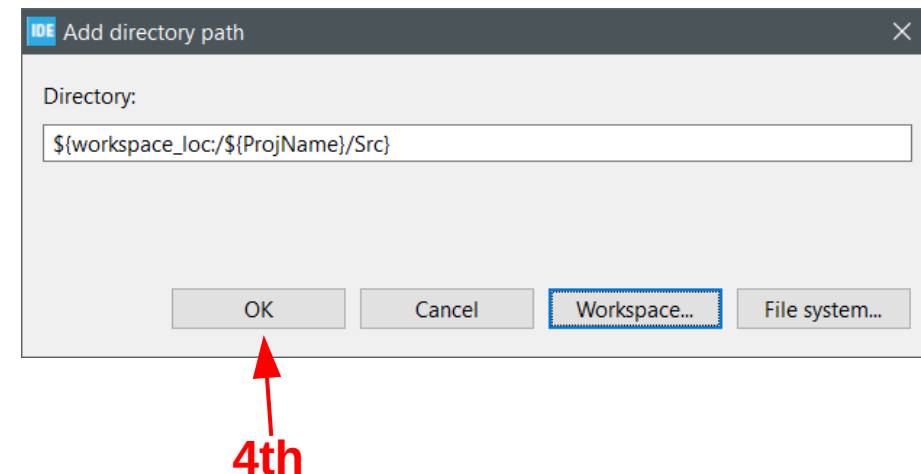 IDE Add directory path
Directory:
${workspace_loc:/${ProjName}/Src}
OK Cancel Workspace... File system...
4th